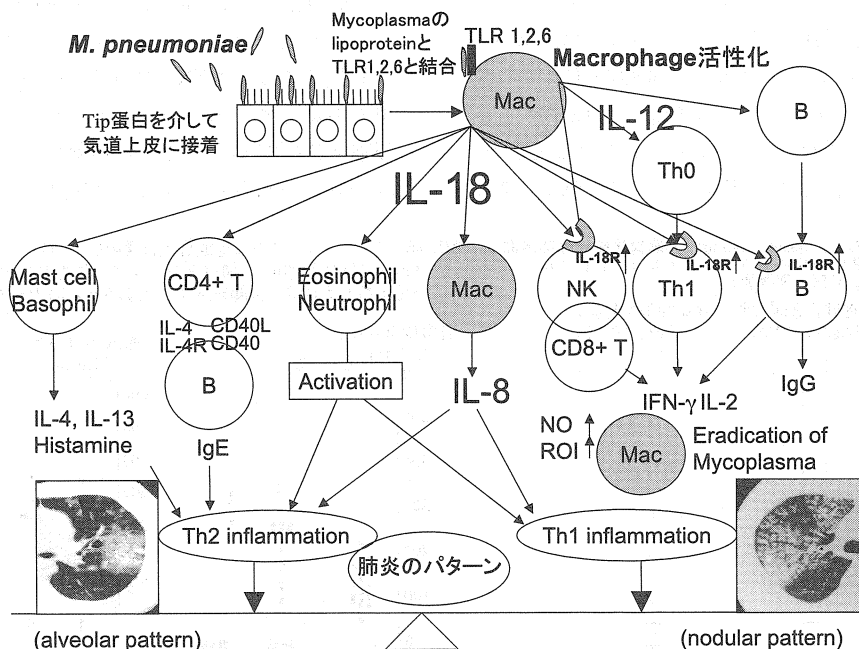 M. pneumoniae
Mycoplasmaの
lipoproteinと
TLR1,2,6と結合
TLR 1,2,6
Macrophage活性化
Mac
Tip蛋白を介して
気道上皮に接着
IL-12
B
Th0
IL-18
Mast cell
Basophil
CD4+ T
Eosinophil
Neutrophil
Mac
IL-18R
NK
IL-18R
Th1
IL-18R
B
IL-4 CD40L
IL-4R CD40
B
CD8+ T
Activation
IL-8
IgG
IFN-γ IL-2
IL-4, IL-13
Histamine
IgE
NO
ROI
Mac
Eradication of
Mycoplasma
Th2 inflammation
Th1 inflammation
肺炎のパターン
(alveolar pattern)
(nodular pattern)